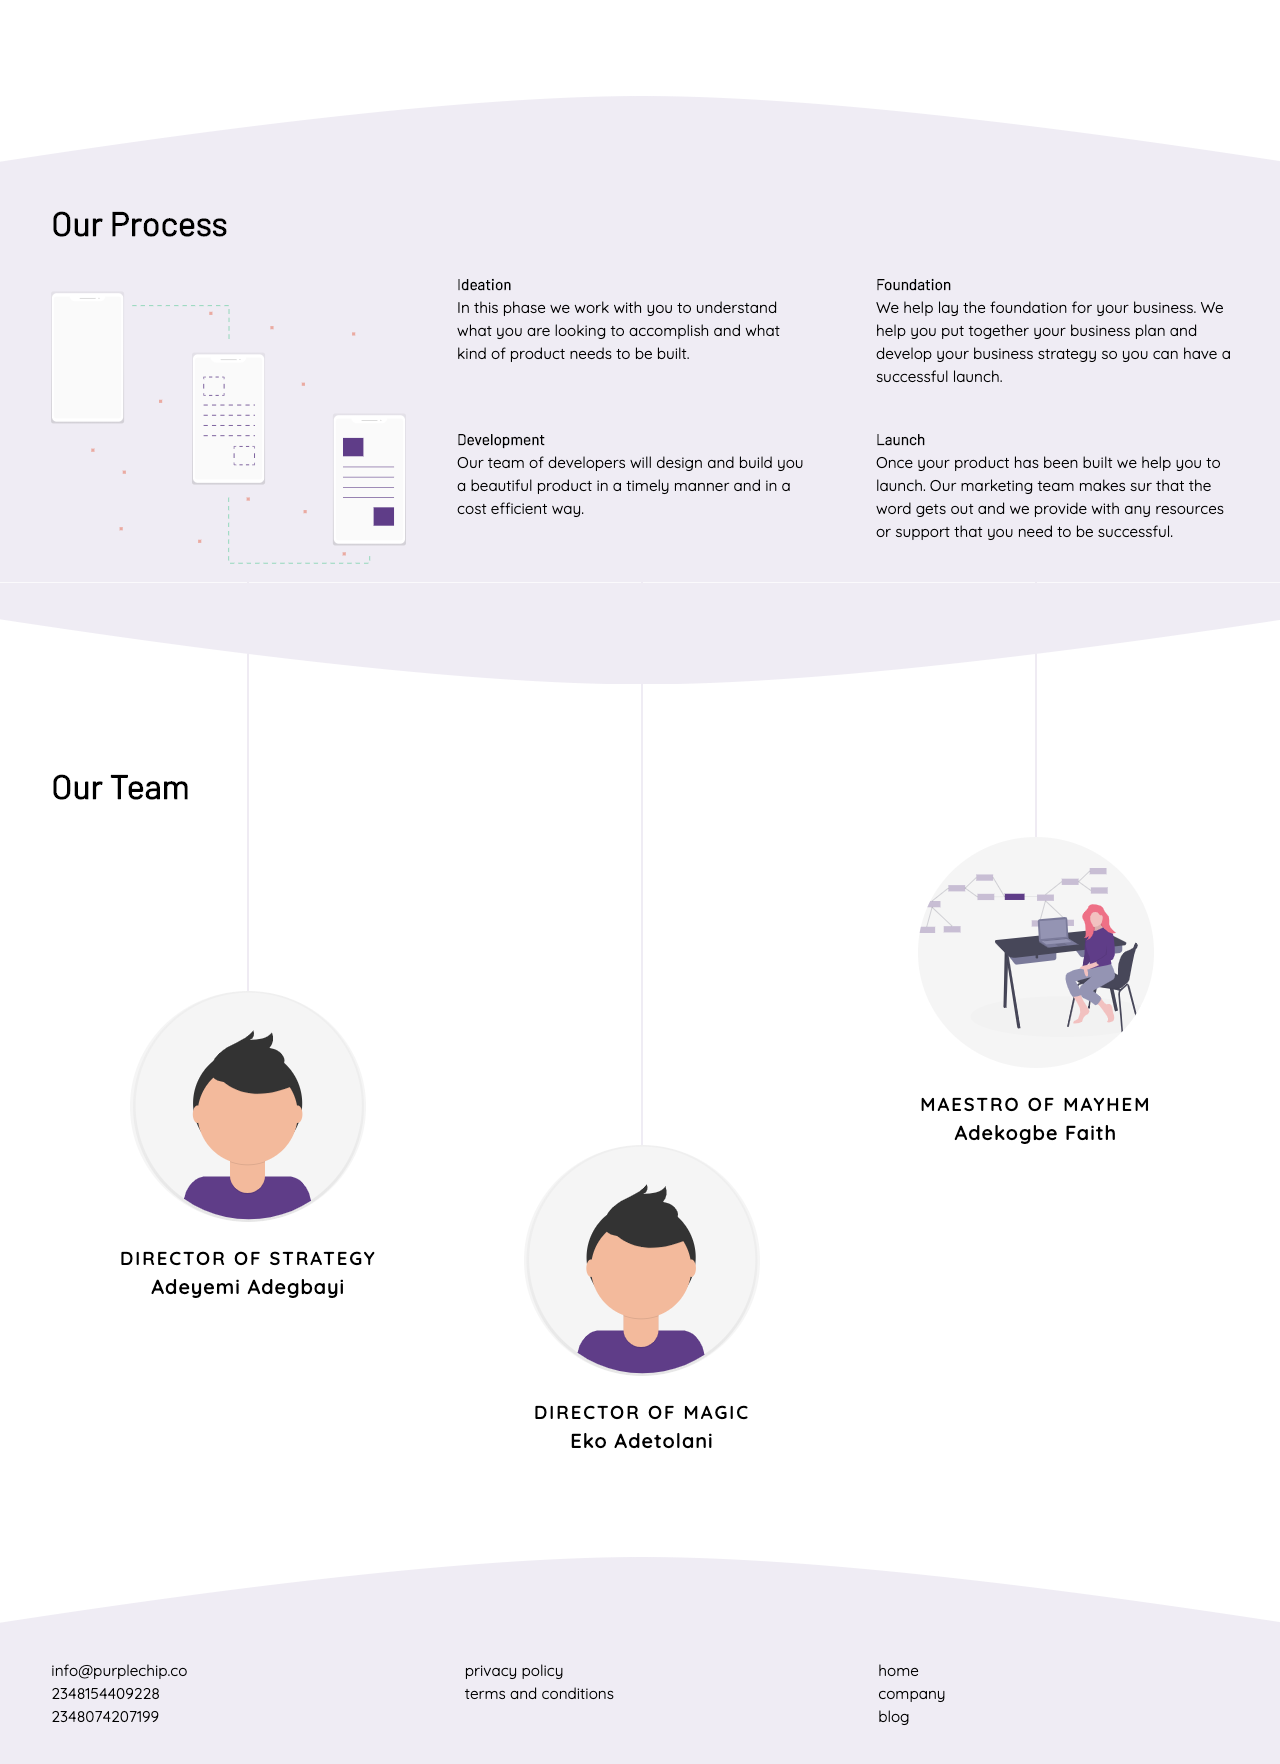 Our Process
Ideation
In this phase we work with you to understand
what you are looking to accomplish and what
kind of product needs to be built.
Foundation
We help lay the foundation for your business. We
help you put together your business plan and
develop your business strategy so you can have a
successful launch.
Development
Our team of developers will design and build you
a beautiful product in a timely manner and in a
cost efficient way.
Launch
Once your product has been built we help you to
launch. Our marketing team makes sur that the
word gets out and we provide with any resources
or support that you need to be successful.
Our Team
MAESTRO OF MAYHEM
Adekogbe Faith
DIRECTOR OF STRATEGY
Adeyemi Adegbayi
DIRECTOR OF MAGIC
Eko Adetolani
info@purplechip.co
2348154409228
2348074207199
privacy policy
terms and conditions
home
company
blog